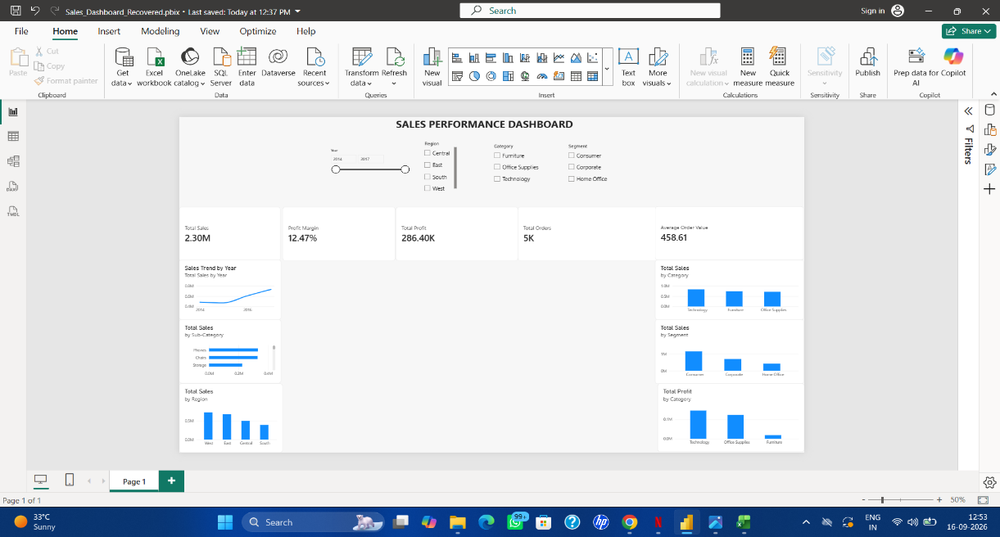 Sales_Dashboard_Recovered.pbix • Last saved: Today at 12:37 PM
Search
Sign in
File Home Insert Modeling View Optimize Help
Share
Paste
Cut
Copy
Format painter
Clipboard
Get data
Excel workbook
OneLake catalog
SQL Server
Enter data
Dataverse
Recent sources
Data
Transform data
Refresh
Queries
New visual
Text box
More visuals
Insert
New visual calculation
New measure
Quick measure
Calculations
Sensitivity
Sensitivity
Publish
Share
Prep data for AI
Copilot
Copilot
DAX
TMDL
SALES PERFORMANCE DASHBOARD
Year
2014 2017
Region
Central
East
South
West
Category
Furniture
Office Supplies
Technology
Segment
Consumer
Corporate
Home Office
Total Sales
2.30M
Profit Margin
12.47%
Total Profit
286.40K
Total Orders
5K
Average Order Value
458.61
Sales Trend by Year
Total Sales by Year
0.8M
0.6M
0.4M
2014 2016
Total Sales
by Category
1.0M
0.5M
0.0M
Technology Furniture Office Supplies
Total Sales
by Sub-Category
Phones
Chairs
Storage
0.0M 0.2M 0.4M
Total Sales
by Segment
1M
0M
Consumer Corporate Home Office
Total Sales
by Region
0.5M
0.0M
West East Central South
Total Profit
by Category
0.1M
0.0M
Technology Office Supplies Furniture
Filters
Page 1
Page 1 of 1
- + 50%
33°C
Sunny
Search
99+
hp
N
ENG
IN
12:53
16-09-2026